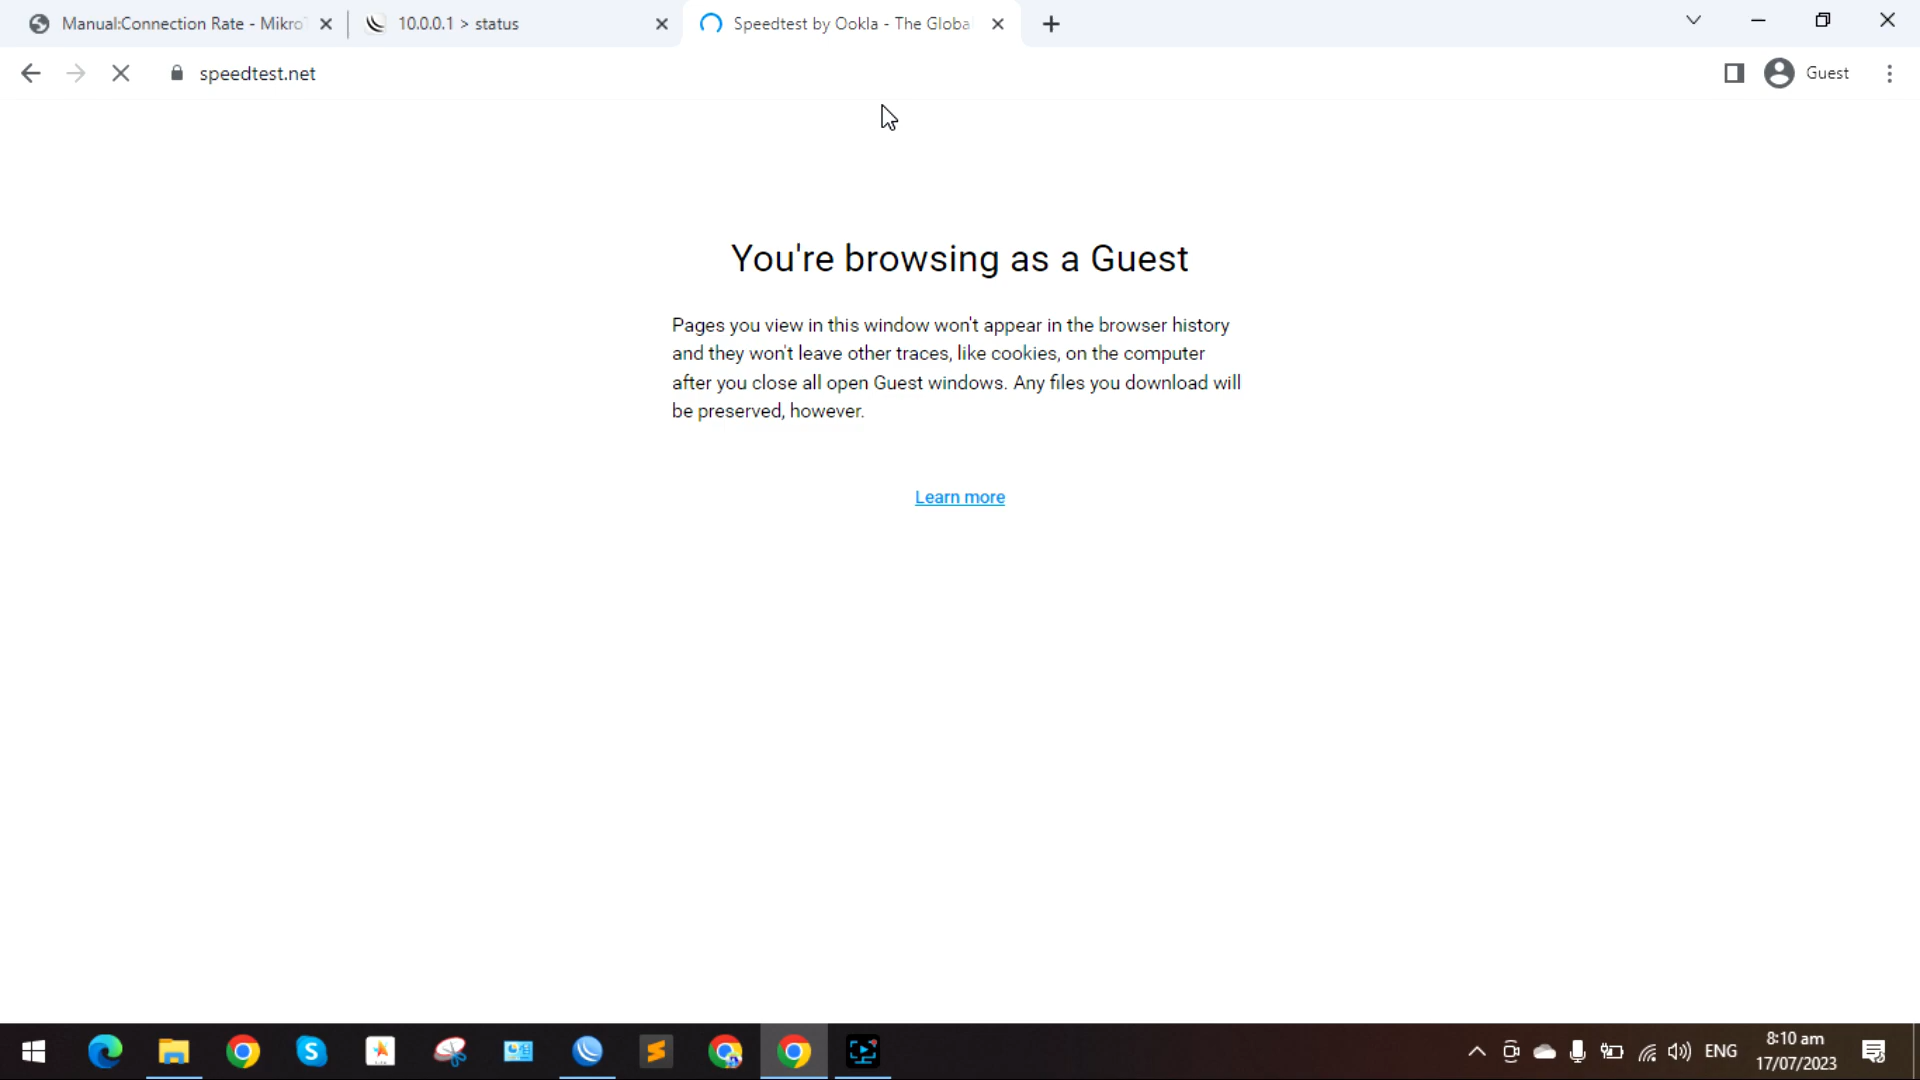 Manual:Connection Rate - Mikro
10.0.0.1 > status
Speedtest by Ookla - The Globa
speedtest.net
Guest
You're browsing as a Guest
Pages you view in this window won't appear in the browser history
and they won't leave other traces, like cookies, on the computer
after you close all open Guest windows. Any files you download will
be preserved, however.
Learn more
ENG
8:10 am
17/07/2023